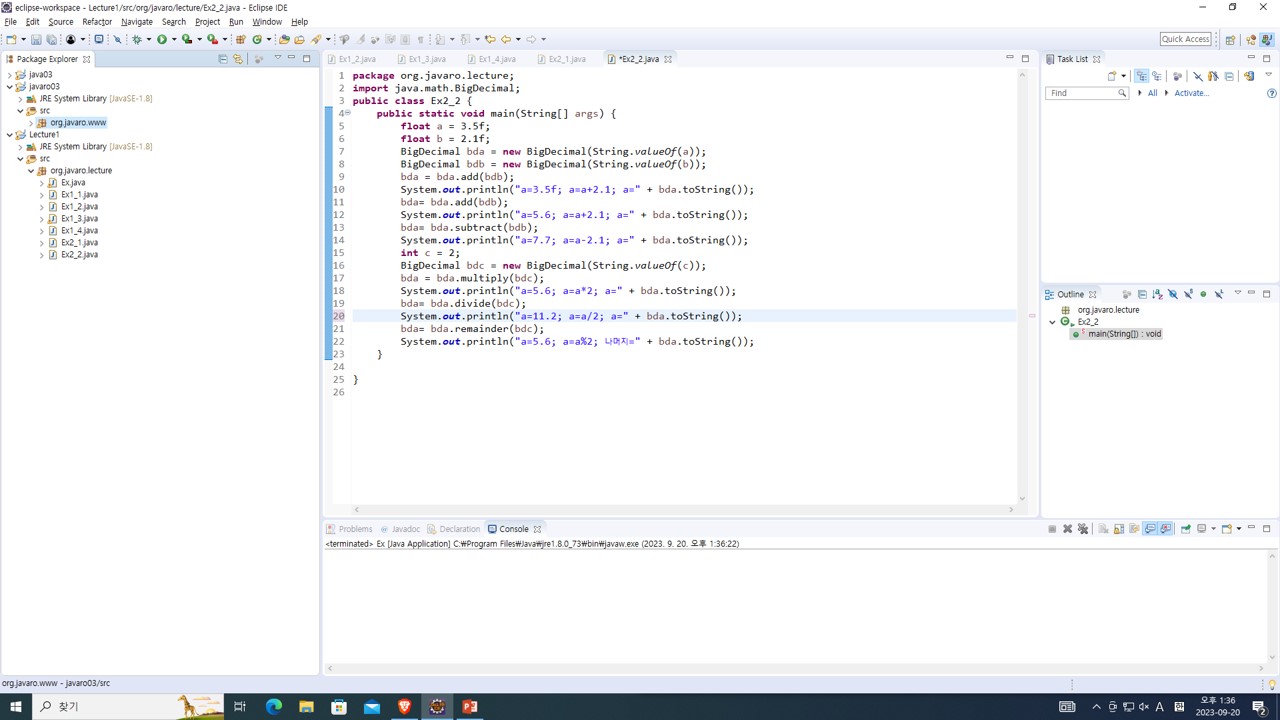 eclipse-workspace - Lecture1/src/org/javaro/lecture/Ex2_2.java - Eclipse IDE
File Edit Source Refactor Navigate Search Project Run Window Help
Quick Access
Package Explorer
java03
javaro03
JRE System Library [JavaSE-1.8]
src
org.javaro.www
Lecture1
JRE System Library [JavaSE-1.8]
src
org.javaro.lecture
Ex.java
Ex1_1.java
Ex1_2.java
Ex1_3.java
Ex1_4.java
Ex2_1.java
Ex2_2.java
Ex1_2.java Ex1_3.java Ex1_4.java Ex2_1.java *Ex2_2.java
1 package org.javaro.lecture;
2 import java.math.BigDecimal;
3 public class Ex2_2 {
4 public static void main(String[] args) {
5 float a = 3.5f;
6 float b = 2.1f;
7 BigDecimal bda = new BigDecimal(String.valueOf(a));
8 BigDecimal bdb = new BigDecimal(String.valueOf(b));
9 bda = bda.add(bdb);
10 System.out.println("a=3.5f; a=a+2.1; a=" + bda.toString());
11 bda= bda.add(bdb);
12 System.out.println("a=5.6; a=a+2.1; a=" + bda.toString());
13 bda= bda.subtract(bdb);
14 System.out.println("a=7.7; a=a-2.1; a=" + bda.toString());
15 int c = 2;
16 BigDecimal bdc = new BigDecimal(String.valueOf(c));
17 bda = bda.multiply(bdc);
18 System.out.println("a=5.6; a=a*2; a=" + bda.toString());
19 bda= bda.divide(bdc);
20 System.out.println("a=11.2; a=a/2; a=" + bda.toString());
21 bda= bda.remainder(bdc);
22 System.out.println("a=5.6; a=a%2; 나머지=" + bda.toString());
23 }
24
25 }
26
Task List
Find All Activate...
Outline
org.javaro.lecture
Ex2_2
main(String[]) : void
Problems Javadoc Declaration Console
<terminated> Ex [Java Application] C:₩Program Files₩Java₩jre1.8.0_73₩bin₩javaw.exe (2023. 9. 20. 오후 1:36:22)
org.javaro.www - javaro03/src
찾기
A
오후 1:36
2023-09-20
2